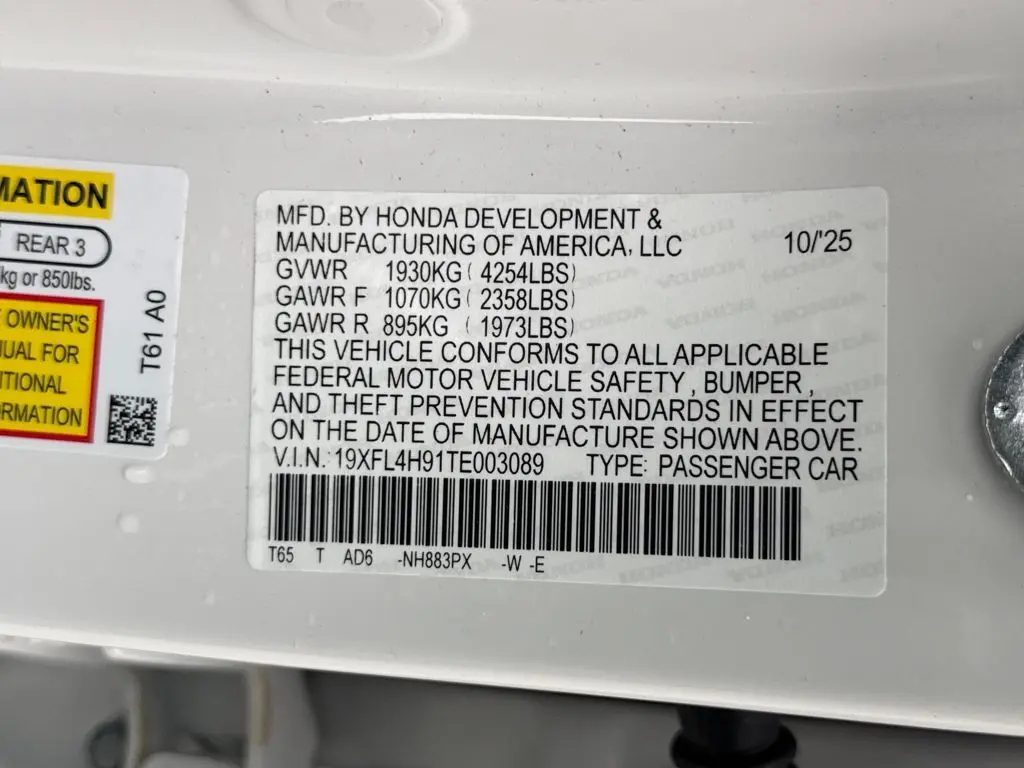 MATION
REAR 3
kg or 850lbs.
OWNER'S
UAL FOR
ITIONAL
RMATION
T61 A0
MFD. BY HONDA DEVELOPMENT &
MANUFACTURING OF AMERICA, LLC 10/'25
GVWR 1930KG ( 4254LBS)
GAWR F 1070KG ( 2358LBS)
GAWR R 895KG ( 1973LBS)
THIS VEHICLE CONFORMS TO ALL APPLICABLE
FEDERAL MOTOR VEHICLE SAFETY , BUMPER ,
AND THEFT PREVENTION STANDARDS IN EFFECT
ON THE DATE OF MANUFACTURE SHOWN ABOVE.
V.I.N.: 19XFL4H91TE003089 TYPE: PASSENGER CAR
T65 T AD6 -NH883PX -W -E